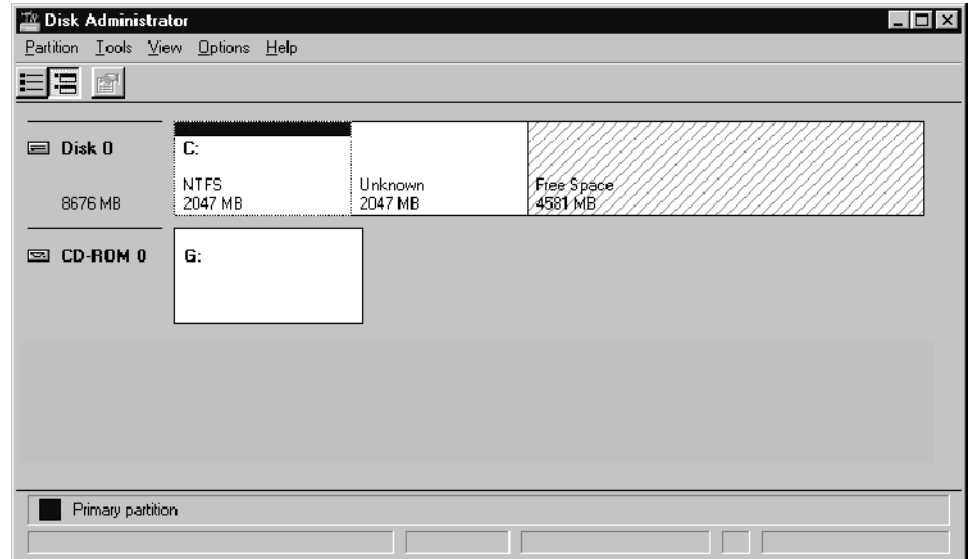 Disk Administrator
Partition Tools View Options Help
Disk 0
8676 MB
C:
NTFS
2047 MB
Unknown
2047 MB
Free Space
4581 MB
CD-ROM 0
G:
Primary partition